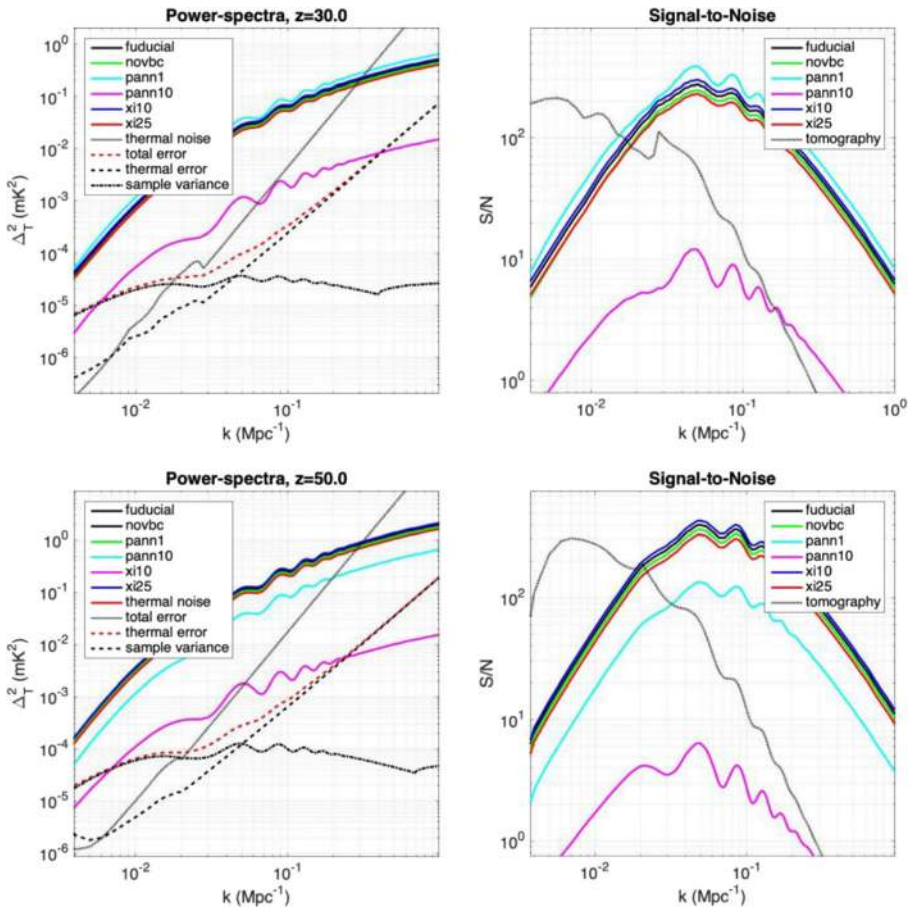 Power-spectra, z=30.0
10⁰
10⁻¹
10⁻²
10⁻³
10⁻⁴
10⁻⁵
10⁻⁶
Δ²_T (mK²)
fuducial
novbc
pann1
pann10
xi10
xi25
thermal noise
total error
thermal error
sample variance
10⁻² 10⁻¹
k (Mpc⁻¹)
Signal-to-Noise
10²
10¹
10⁰
S/N
fuducial
novbc
pann1
pann10
xi10
xi25
tomography
10⁻² 10⁻¹ 10⁰
k (Mpc⁻¹)
Power-spectra, z=50.0
10⁰
10⁻¹
10⁻²
10⁻³
10⁻⁴
10⁻⁵
10⁻⁶
Δ²_T (mK²)
fuducial
novbc
pann1
pann10
xi10
xi25
thermal noise
total error
thermal error
sample variance
10⁻² 10⁻¹
k (Mpc⁻¹)
Signal-to-Noise
10²
10¹
10⁰
S/N
fuducial
novbc
pann1
pann10
xi10
xi25
tomography
10⁻² 10⁻¹
k (Mpc⁻¹)